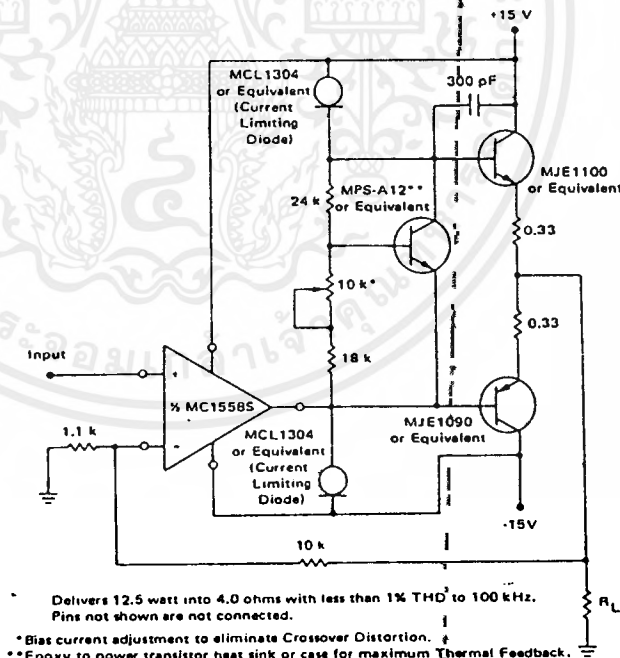 +15 V
300 pF
MCL1304
or Equivalent
(Current
Limiting
Diode)
MJE1100
or Equivalent
MPS-A12**
or Equivalent
24 k
0.33
10 k*
0.33
Input
18 k
+
½ MC1558S
-
MJE1090
or Equivalent
1.1 k
MCL1304
or Equivalent
(Current
Limiting
Diode)
-15V
10 k
RL
Delivers 12.5 watt into 4.0 ohms with less than 1% THD to 100 kHz.
Pins not shown are not connected.
*Bias current adjustment to eliminate Crossover Distortion.
**Epoxy to power transistor heat sink or case for maximum Thermal Feedback.